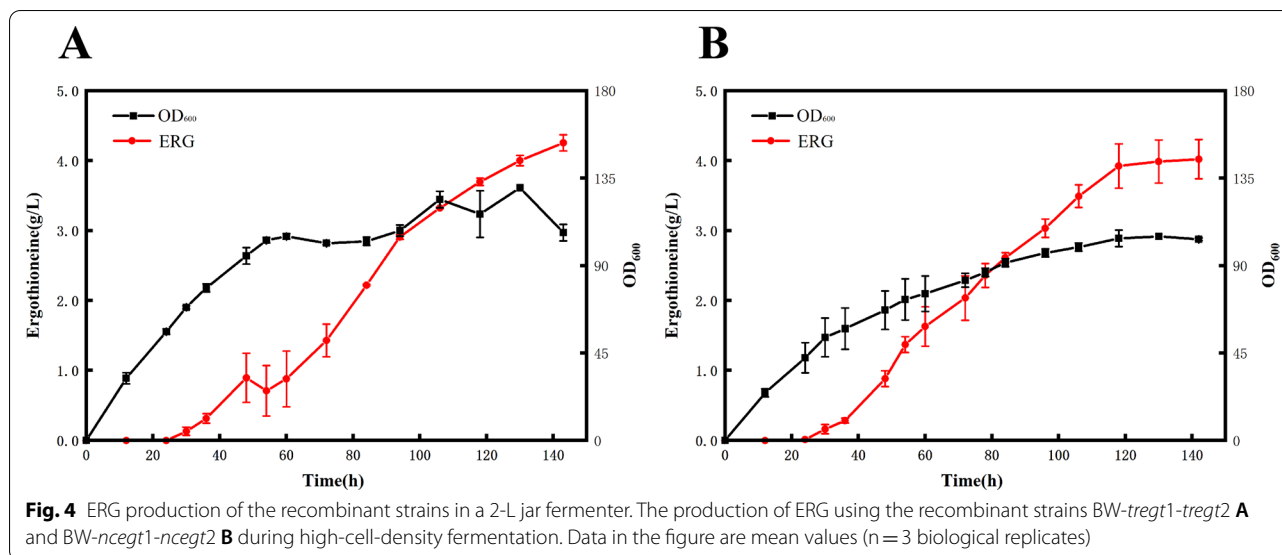 A
B
5.0
4.0
3.0
2.0
1.0
0.0
Ergothioneine(g/L)
OD₆₀₀
ERG
180
135
90
45
0
OD₆₀₀
0 20 40 60 80 100 120 140
Time(h)
5.0
4.0
3.0
2.0
1.0
0.0
Ergothioneine(g/L)
OD₆₀₀
ERG
180
135
90
45
0
OD₆₀₀
0 20 40 60 80 100 120 140
Time(h)
Fig. 4 ERG production of the recombinant strains in a 2-L jar fermenter. The production of ERG using the recombinant strains BW-tregt1-tregt2 A
and BW-ncegt1-ncegt2 B during high-cell-density fermentation. Data in the figure are mean values (n = 3 biological replicates)